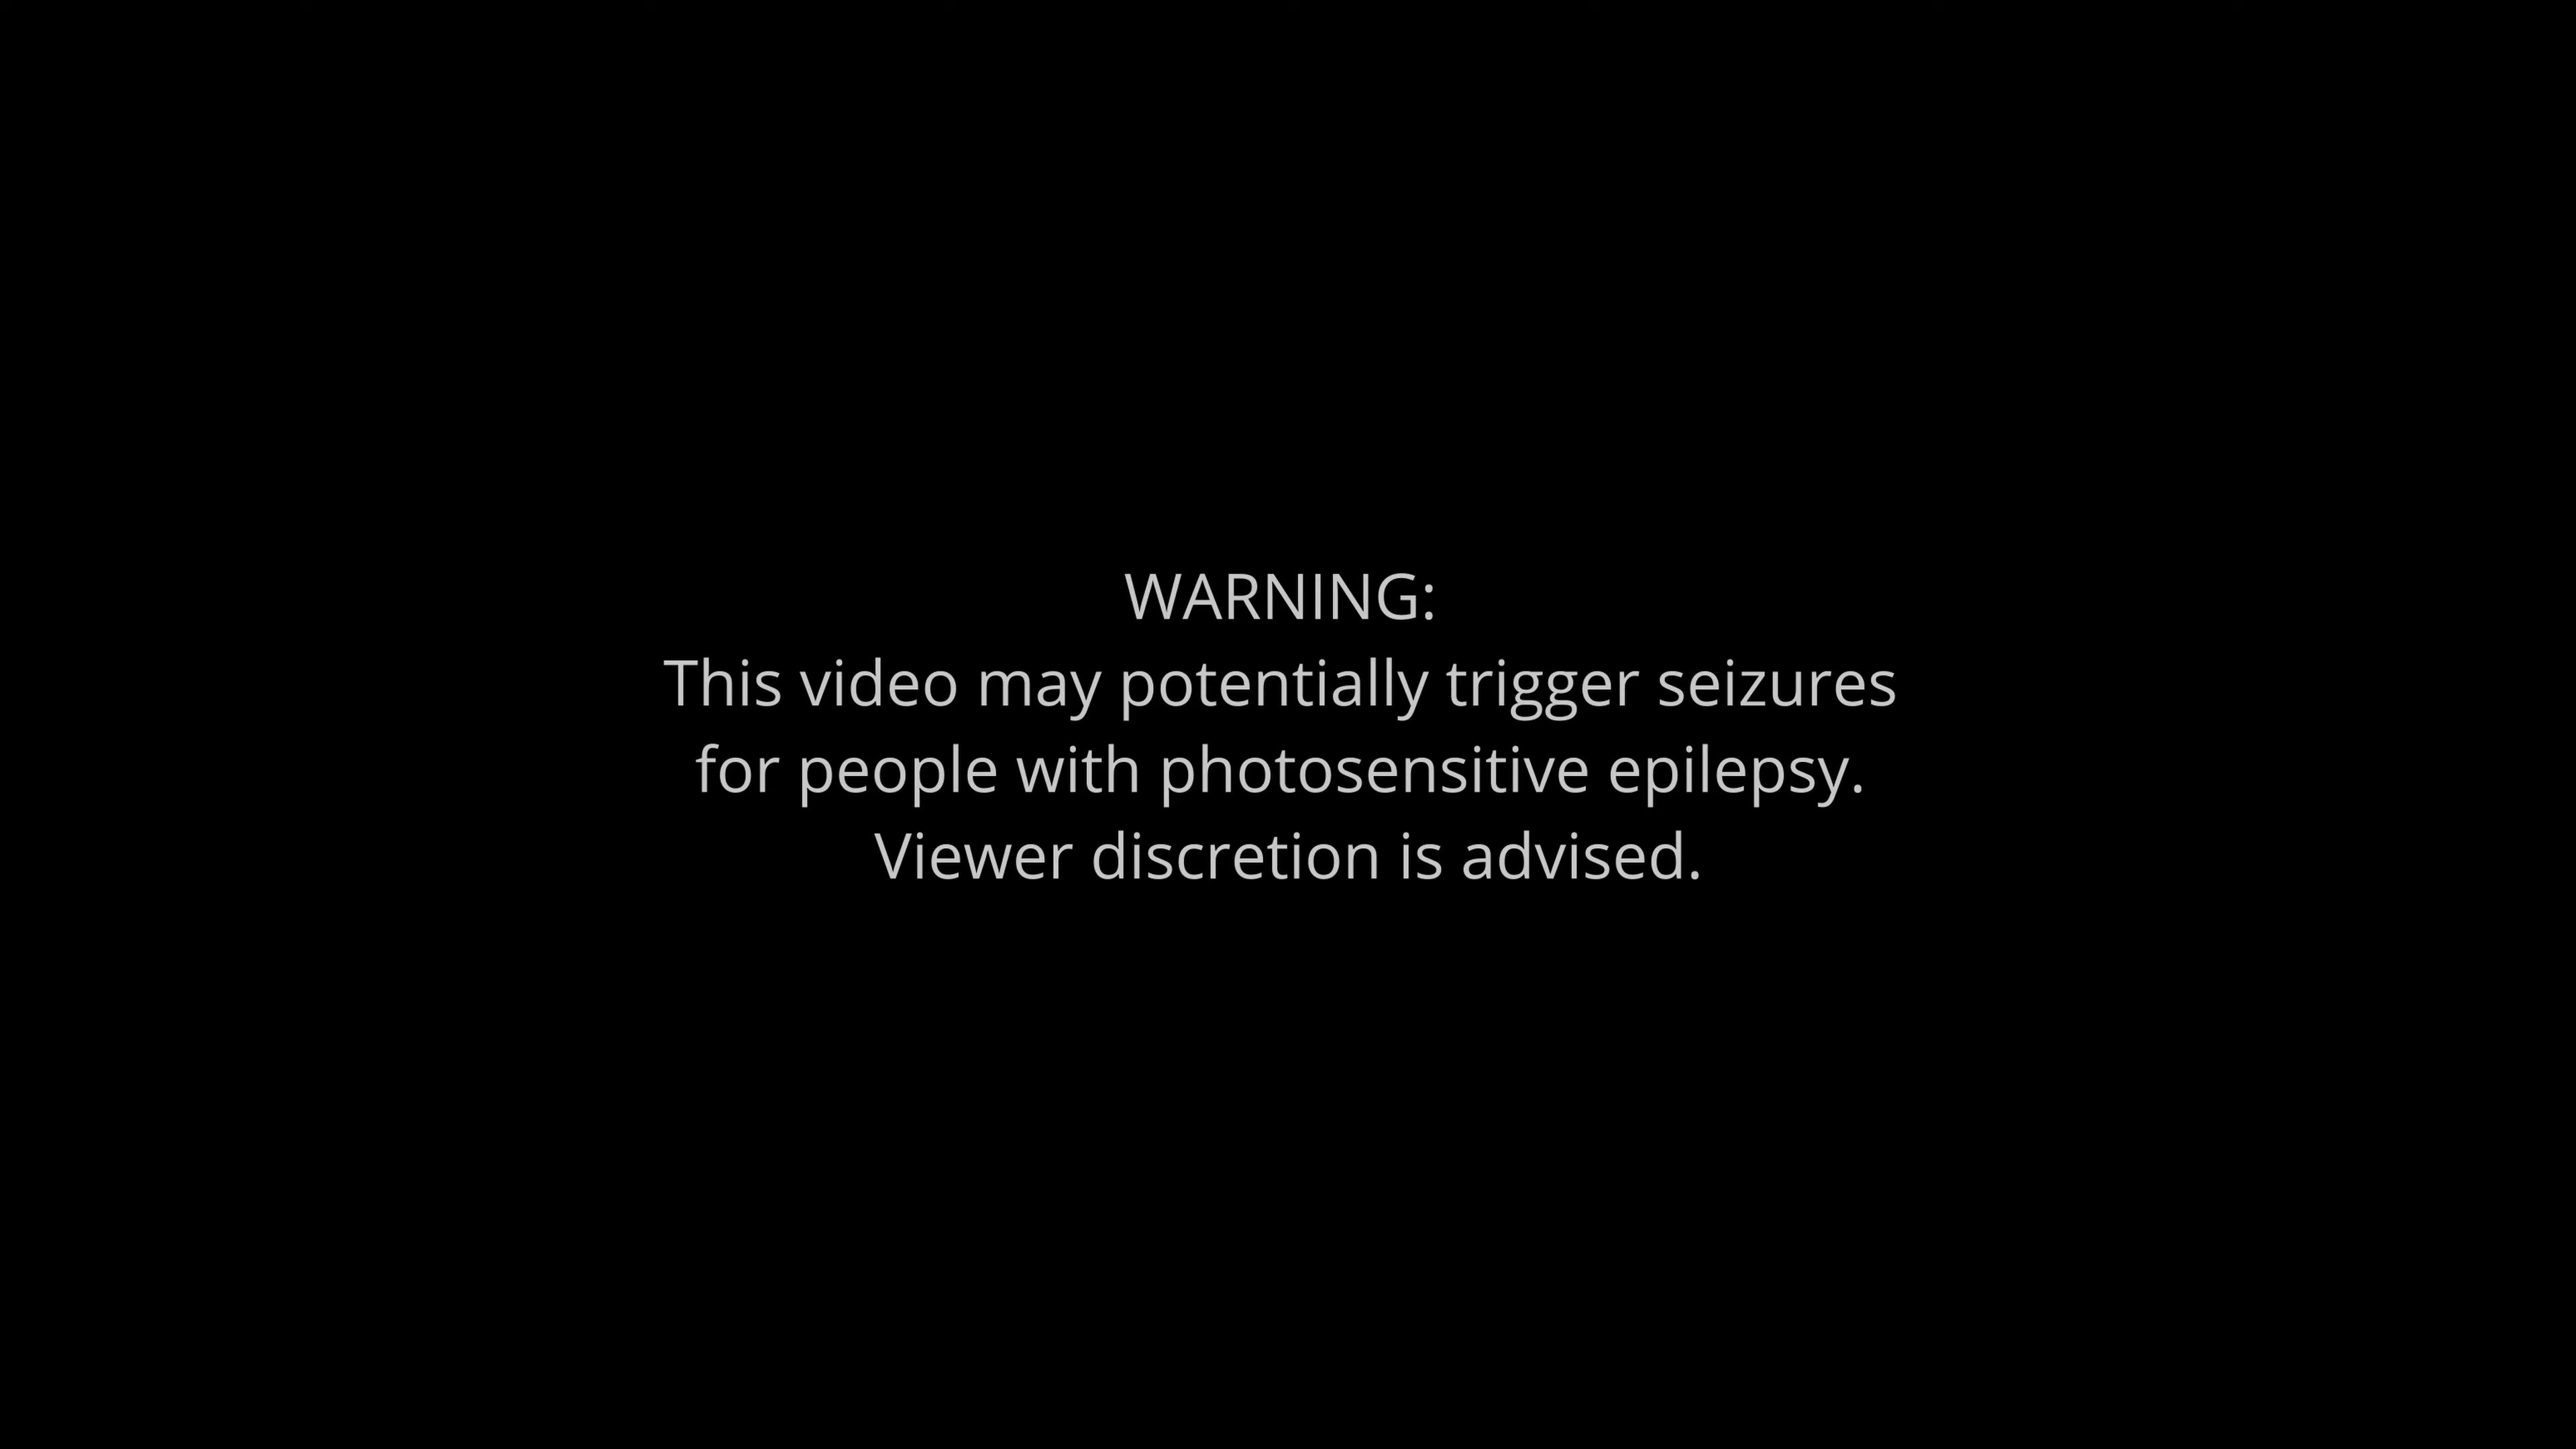 WARNING:
This video may potentially trigger seizures
for people with photosensitive epilepsy.
Viewer discretion is advised.